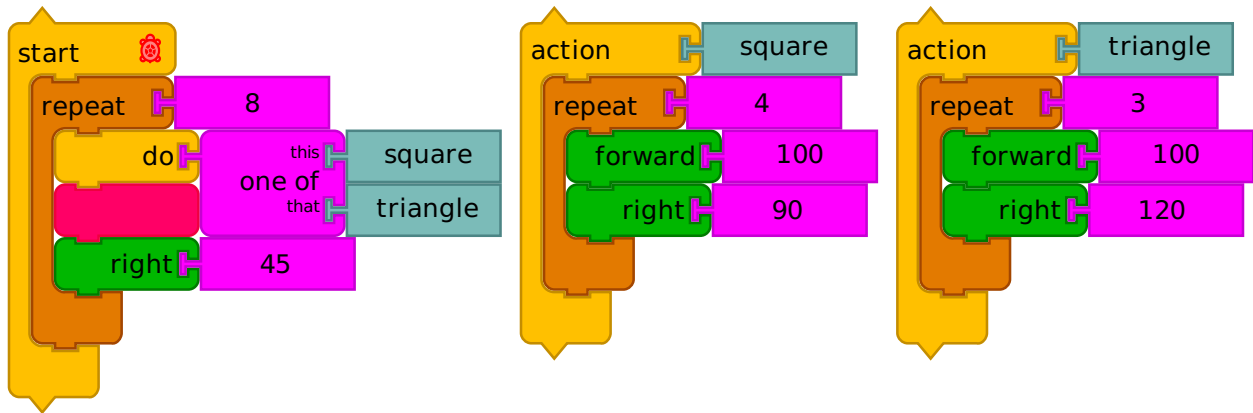 start
repeat 8
do one of this square
that triangle
right 45
action square
repeat 4
forward 100
right 90
action triangle
repeat 3
forward 100
right 120